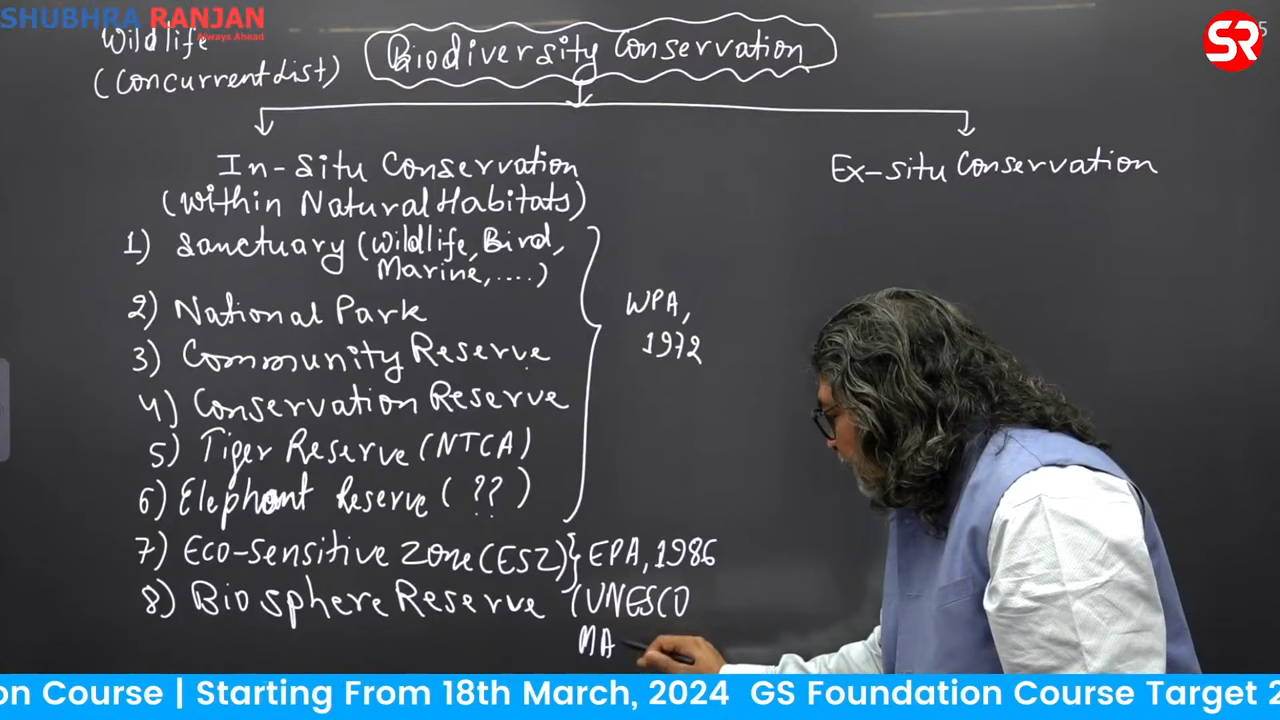 SHUBHRA RANJAN
Always Ahead
SR
5
Wildlife
(Concurrent List)
Biodiversity Conservation
In-Situ Conservation
(Within Natural Habitats)
1) Sanctuary (Wildlife, Bird,
Marine, ....)
2) National Park
3) Community Reserve
4) Conservation Reserve
5) Tiger Reserve (NTCA)
6) Elephant Reserve ( ?? )
WPA,
1972
7) Eco-Sensitive Zone (ESZ) } EPA, 1986
8) Biosphere Reserve (UNESCO
MA
Ex-situ Conservation
on Course | Starting From 18th March, 2024 GS Foundation Course Target 2